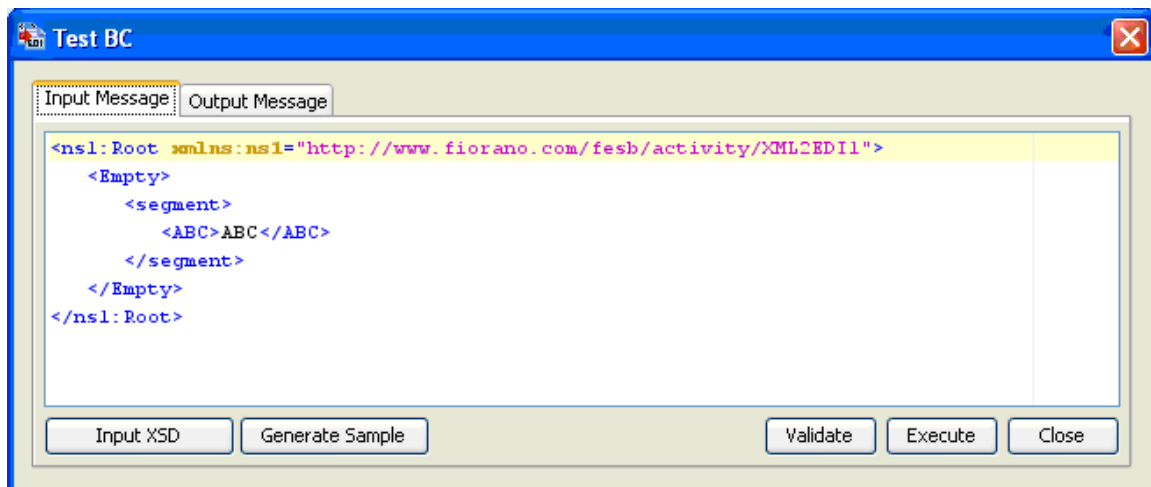 EDI Test BC
Input Message Output Message
<ns1:Root xmlns:ns1="http://www.fiorano.com/fesb/activity/XML2EDI1">
<Empty>
<segment>
<ABC>ABC</ABC>
</segment>
</Empty>
</ns1:Root>
Input XSD Generate Sample Validate Execute Close